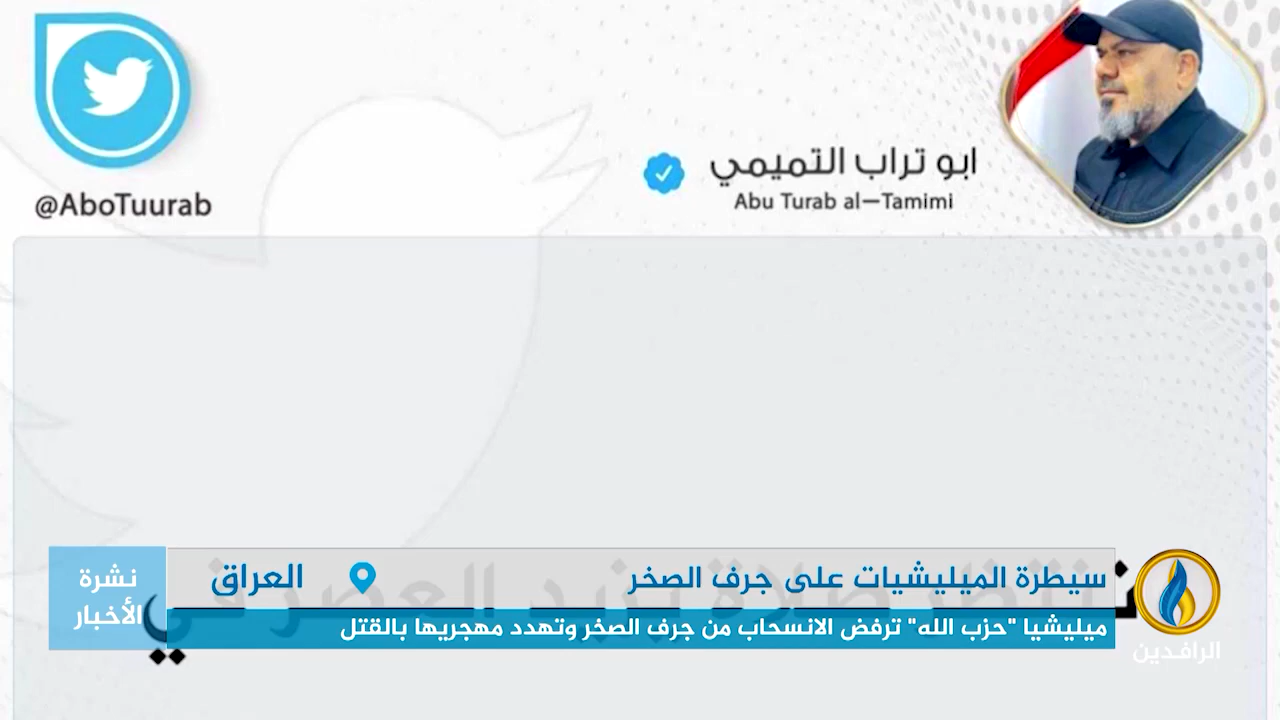 ابو تراب التميمي
Abu Turab al—Tamimi
@AboTuurab
سيطرة الميليشيات على جرف الصخر
العراق
ميليشيا "حزب الله" ترفض الانسحاب من جرف الصخر وتهدد مهجريها بالقتل
نشرة
الأخبار
الرافدين